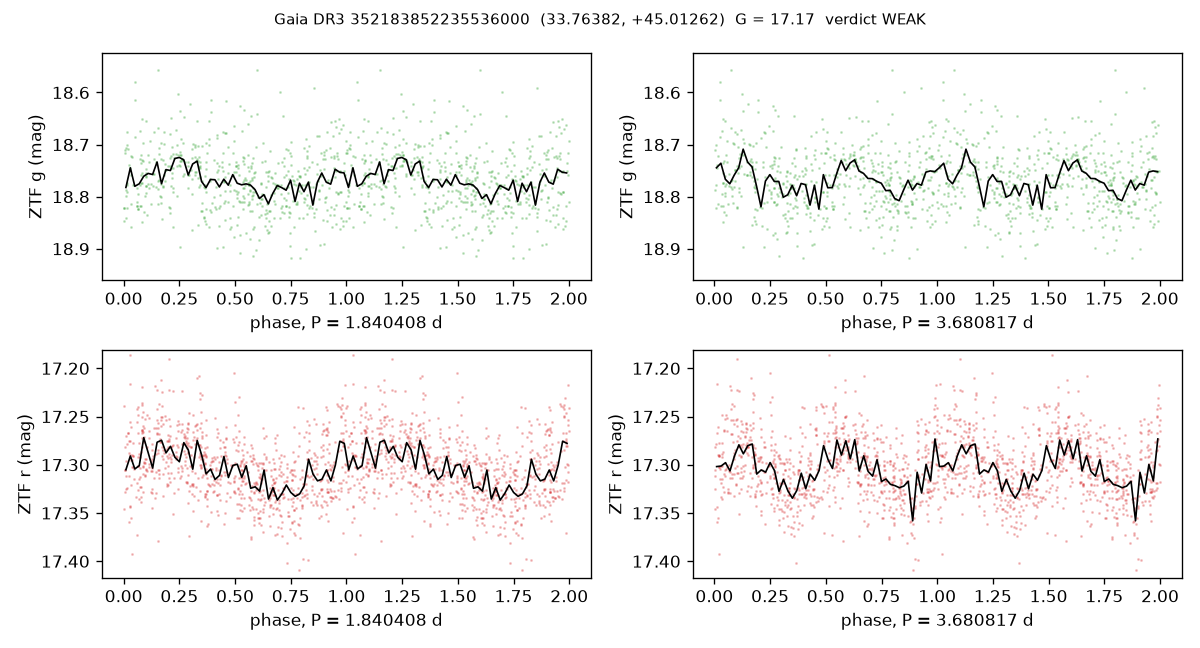 Gaia DR3 352183852235536000  (33.76382, +45.01262)  G = 17.17  verdict WEAK
ZTF g (mag)
18.6
18.7
18.8
18.9
0.00 0.25 0.50 0.75 1.00 1.25 1.50 1.75 2.00
phase, P = 1.840408 d
ZTF g (mag)
18.6
18.7
18.8
18.9
0.00 0.25 0.50 0.75 1.00 1.25 1.50 1.75 2.00
phase, P = 3.680817 d
ZTF r (mag)
17.20
17.25
17.30
17.35
17.40
0.00 0.25 0.50 0.75 1.00 1.25 1.50 1.75 2.00
phase, P = 1.840408 d
ZTF r (mag)
17.20
17.25
17.30
17.35
17.40
0.00 0.25 0.50 0.75 1.00 1.25 1.50 1.75 2.00
phase, P = 3.680817 d